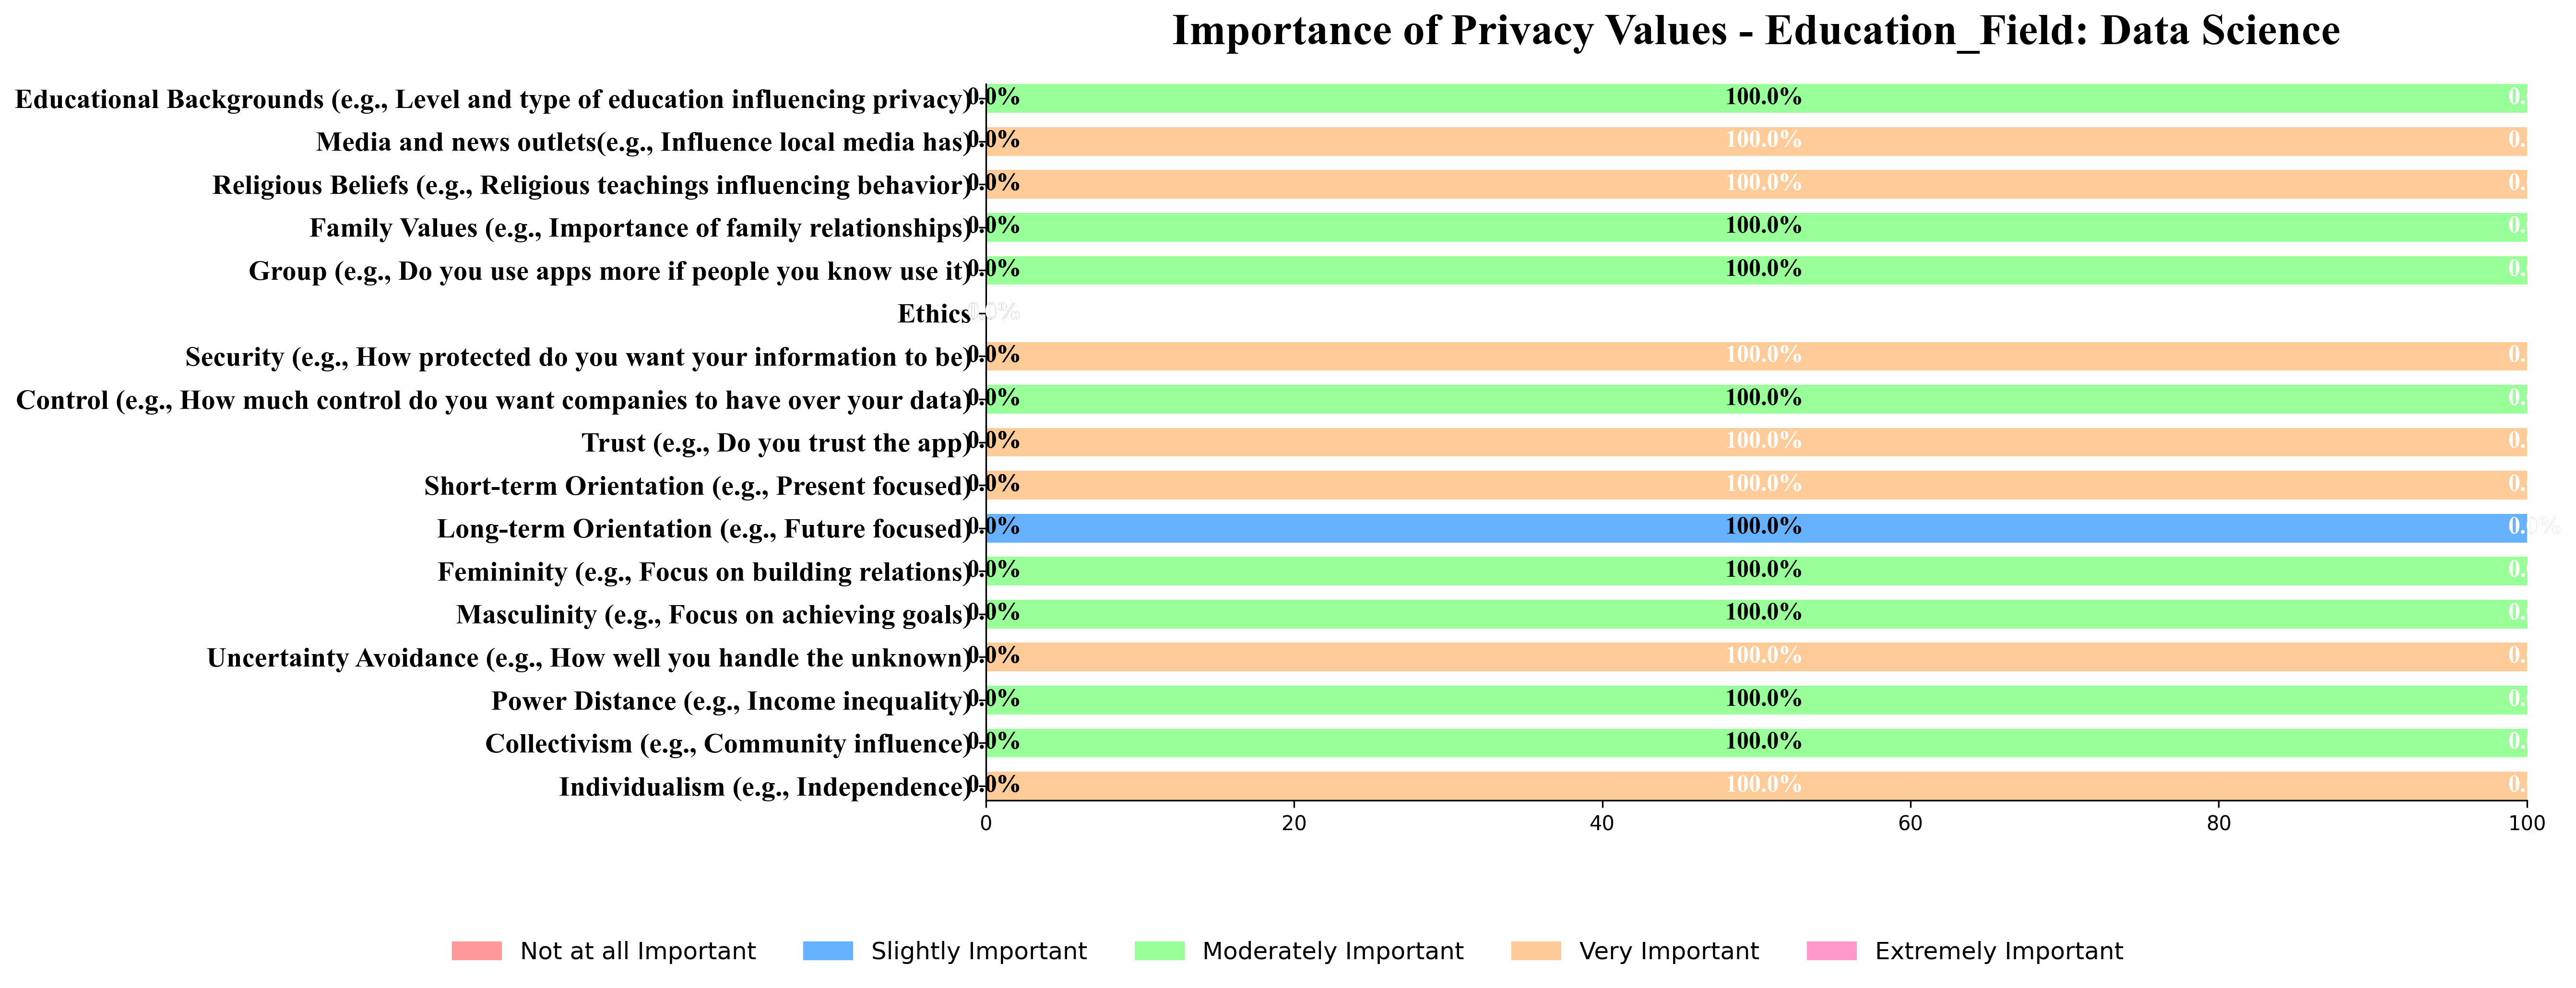 Importance of Privacy Values - Education_Field: Data Science
Educational Backgrounds (e.g., Level and type of education influencing privacy) 0.0% 100.0% 0.
Media and news outlets(e.g., Influence local media has) 0.0% 100.0% 0.
Religious Beliefs (e.g., Religious teachings influencing behavior) 0.0% 100.0% 0.
Family Values (e.g., Importance of family relationships) 0.0% 100.0% 0.
Group (e.g., Do you use apps more if people you know use it) 0.0% 100.0% 0.
Ethics 0.0%
Security (e.g., How protected do you want your information to be) 0.0% 100.0% 0.
Control (e.g., How much control do you want companies to have over your data) 0.0% 100.0% 0.
Trust (e.g., Do you trust the app) 0.0% 100.0% 0.
Short-term Orientation (e.g., Present focused) 0.0% 100.0% 0.
Long-term Orientation (e.g., Future focused) 0.0% 100.0% 0.0%
Femininity (e.g., Focus on building relations) 0.0% 100.0% 0.
Masculinity (e.g., Focus on achieving goals) 0.0% 100.0% 0.
Uncertainty Avoidance (e.g., How well you handle the unknown) 0.0% 100.0% 0.
Power Distance (e.g., Income inequality) 0.0% 100.0% 0.
Collectivism (e.g., Community influence) 0.0% 100.0% 0.
Individualism (e.g., Independence) 0.0% 100.0% 0.
0 20 40 60 80 100
Not at all Important Slightly Important Moderately Important Very Important Extremely Important